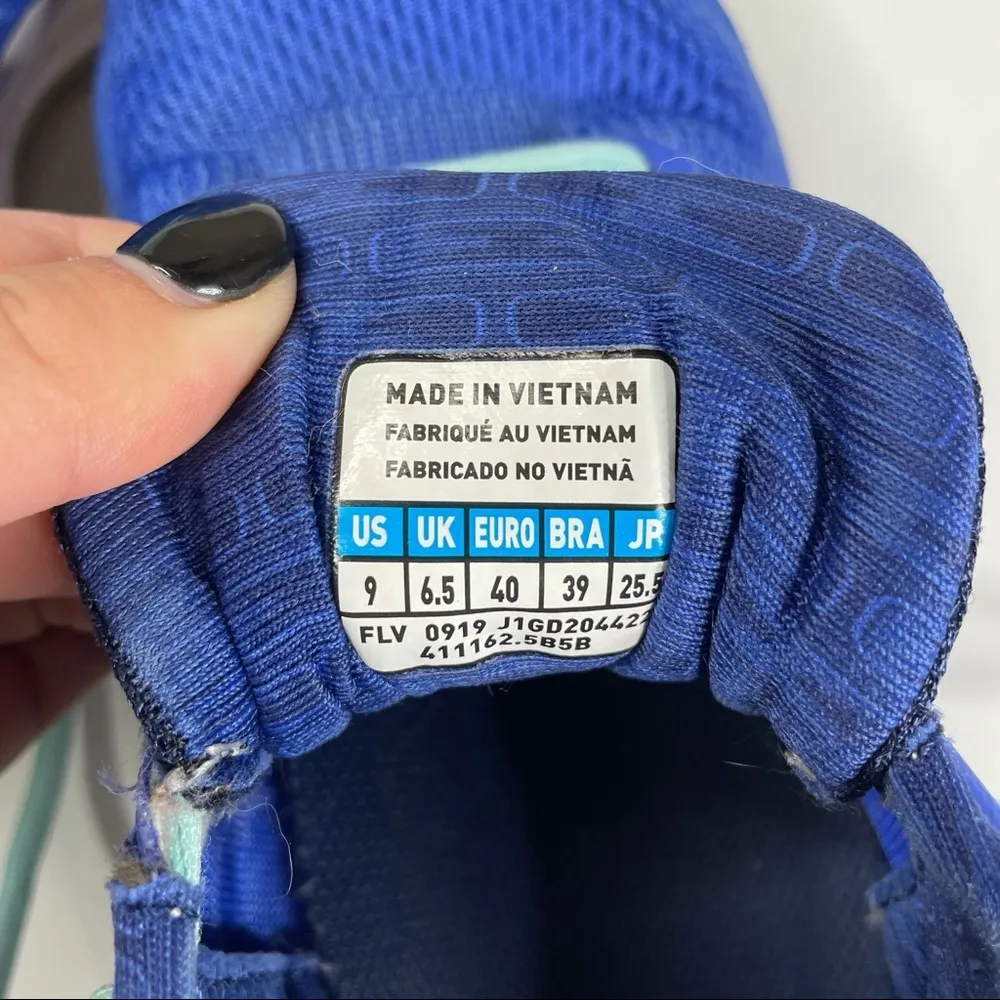 MADE IN VIETNAM
FABRIQUÉ AU VIETNAM
FABRICADO NO VIETNÃ
US UK EURO BRA JP
9 6.5 40 39 25.5
FLV 0919 J1GD204422
411162.5B5B